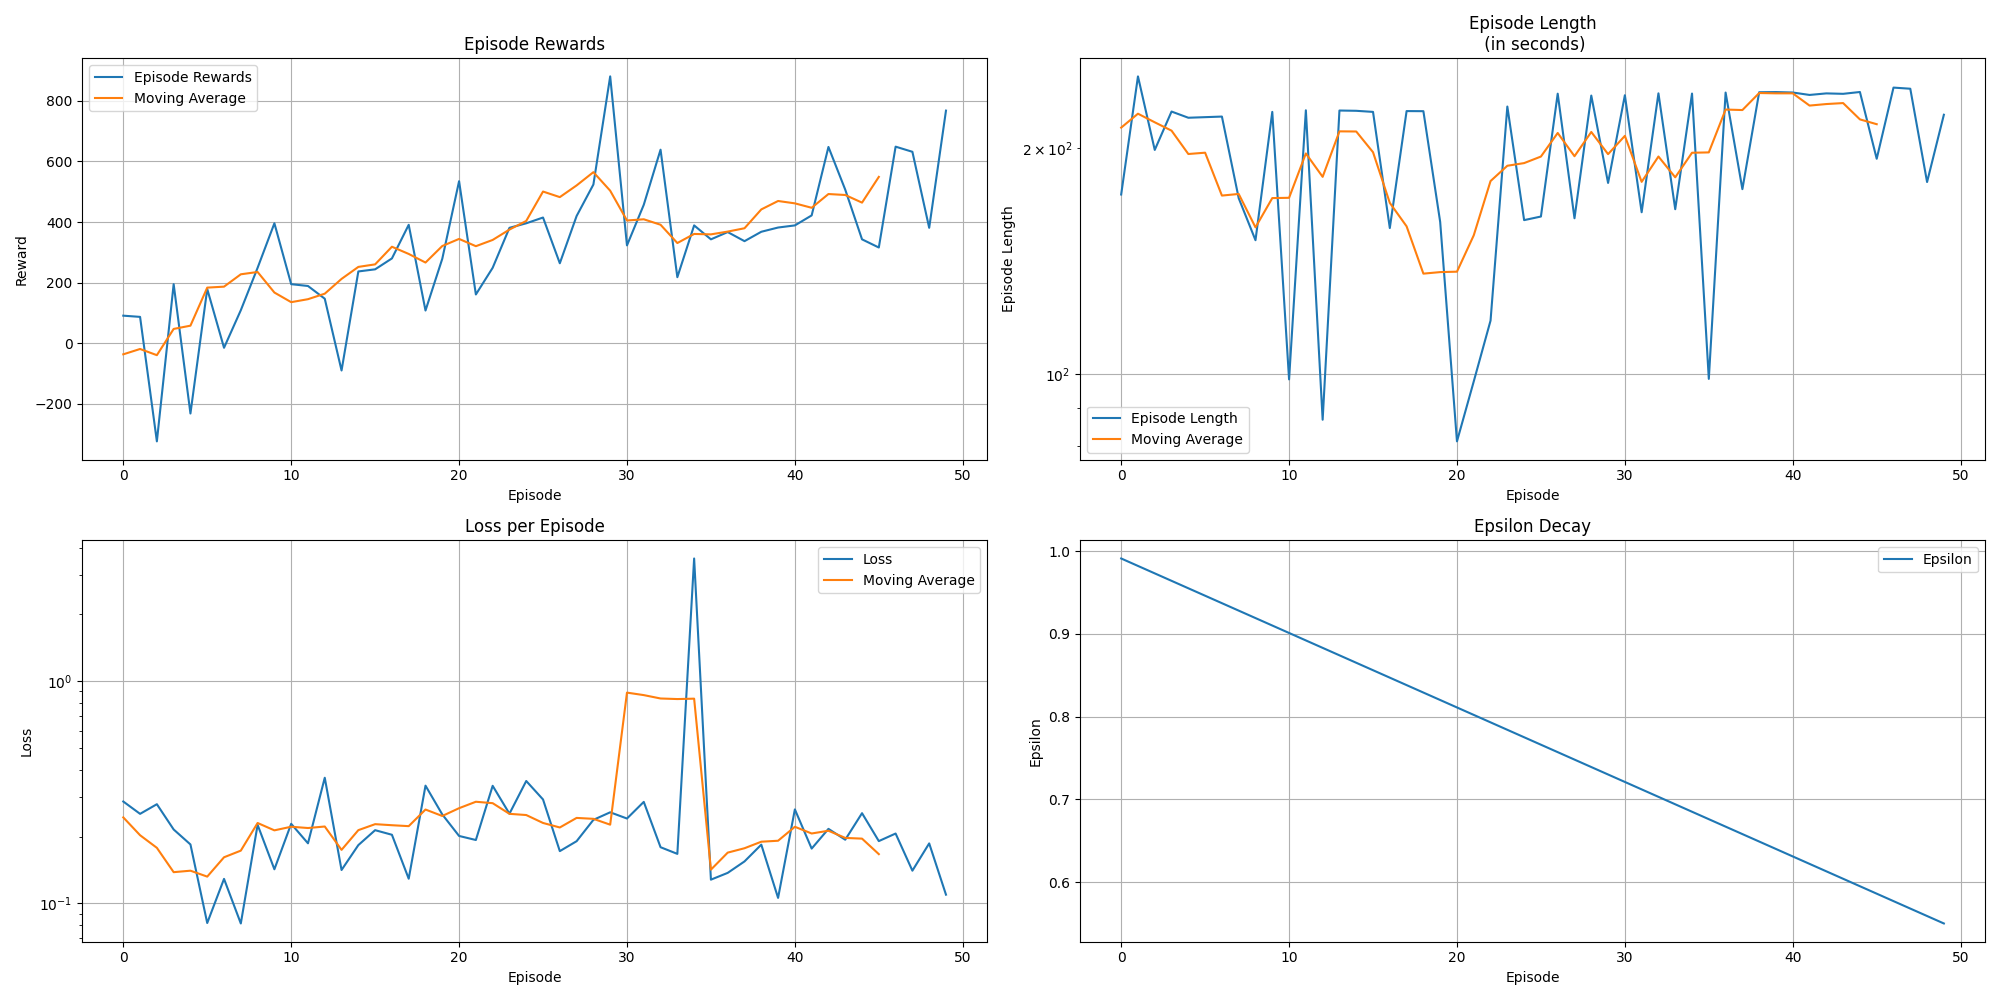 Episode Rewards
Episode Rewards
Moving Average
800
600
400
200
0
−200
Reward
0
10
20
30
40
50
Episode
Episode Length
(in seconds)
2 × 10²
10²
Episode Length
Episode Length
Moving Average
0
10
20
30
40
50
Episode
Loss per Episode
Loss
Moving Average
10⁰
10⁻¹
Loss
0
10
20
30
40
50
Episode
Epsilon Decay
Epsilon
1.0
0.9
0.8
0.7
0.6
Epsilon
0
10
20
30
40
50
Episode